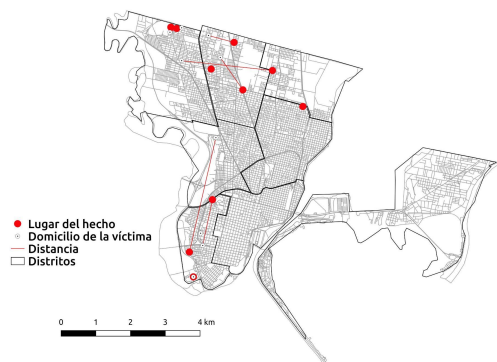 Lugar del hecho
Domicilio de la víctima
Distancia
Distritos
0 1 2 3 4 km